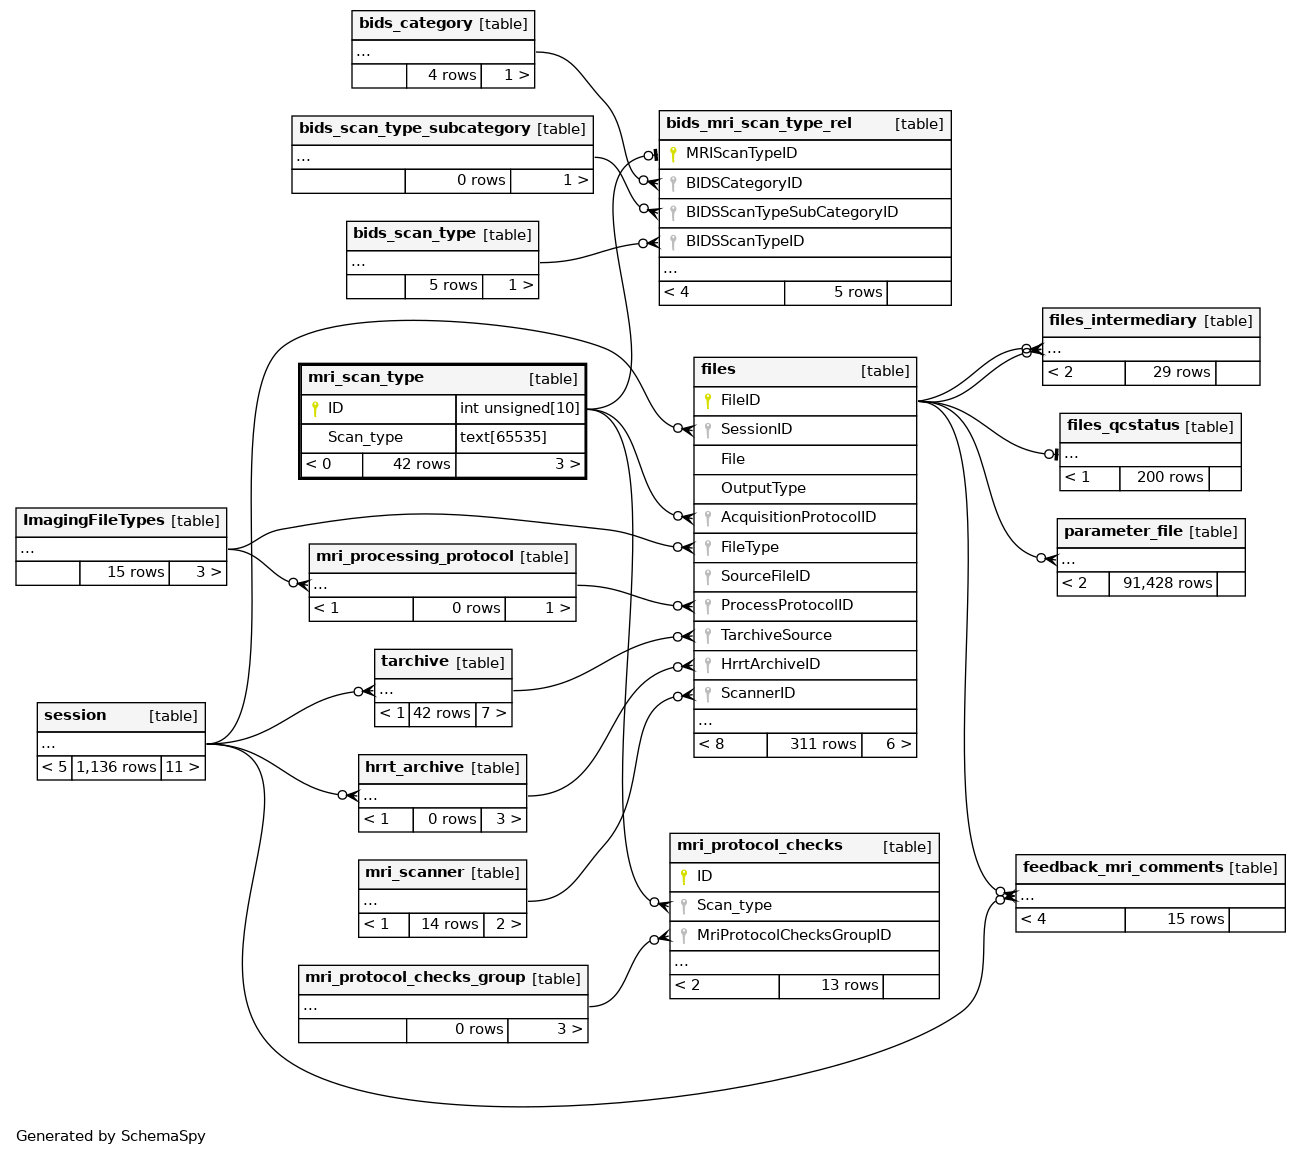 bids_category [table]
...
4 rows 1 >
bids_scan_type_subcategory [table]
...
0 rows 1 >
bids_scan_type [table]
...
5 rows 1 >
bids_mri_scan_type_rel [table]
MRIScanTypeID
BIDSCategoryID
BIDSScanTypeSubCategoryID
BIDSScanTypeID
...
< 4 5 rows
mri_scan_type [table]
ID int unsigned[10]
Scan_type text[65535]
< 0 42 rows 3 >
files [table]
FileID
SessionID
File
OutputType
AcquisitionProtocolID
FileType
SourceFileID
ProcessProtocolID
TarchiveSource
HrrtArchiveID
ScannerID
...
< 8 311 rows 6 >
files_intermediary [table]
...
< 2 29 rows
files_qcstatus [table]
...
< 1 200 rows
parameter_file [table]
...
< 2 91,428 rows
ImagingFileTypes [table]
...
15 rows 3 >
mri_processing_protocol [table]
...
< 1 0 rows 1 >
tarchive [table]
...
< 1 42 rows 7 >
session [table]
...
< 5 1,136 rows 11 >
hrrt_archive [table]
...
< 1 0 rows 3 >
mri_scanner [table]
...
< 1 14 rows 2 >
mri_protocol_checks_group [table]
...
0 rows 3 >
mri_protocol_checks [table]
ID
Scan_type
MriProtocolChecksGroupID
...
< 2 13 rows
feedback_mri_comments [table]
...
< 4 15 rows
Generated by SchemaSpy